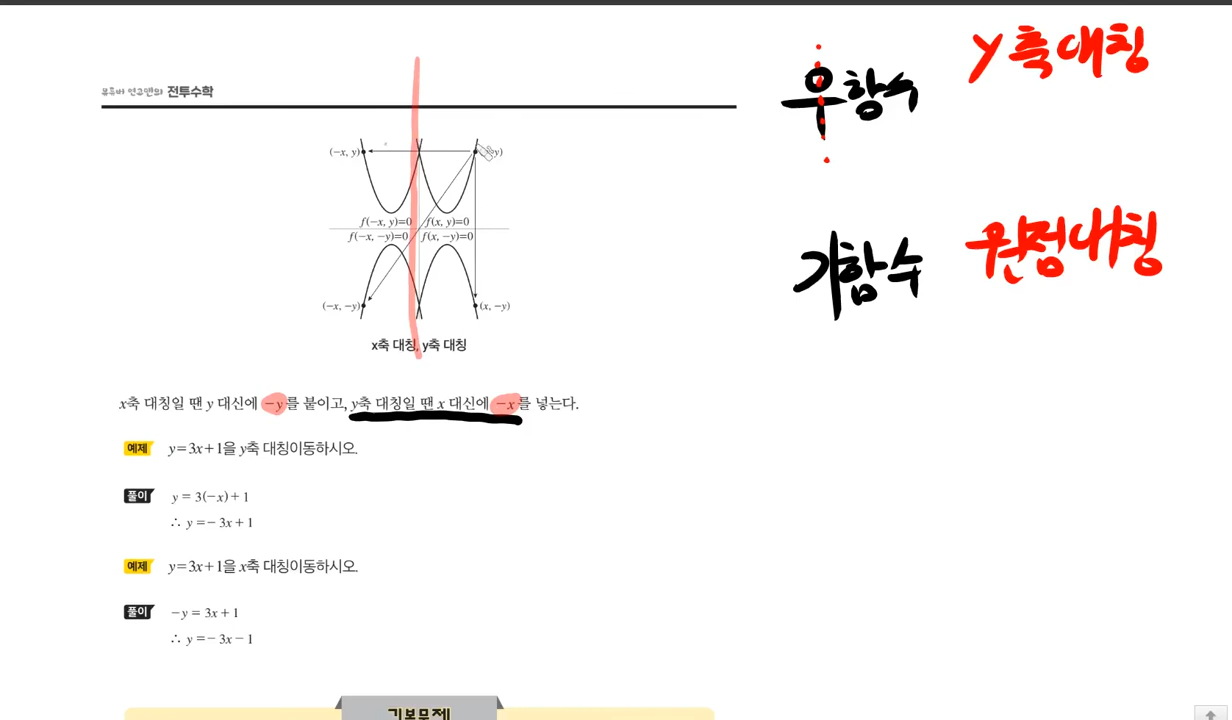 유튜버 연고맨의 전투수학
우함수
y축대칭
기함수
원점대칭
(−x, y)
y)
f(−x, y)=0
f(x, y)=0
f(−x, −y)=0
f(x, −y)=0
(−x, −y)
(x, −y)
x축 대칭, y축 대칭
x축 대칭일 땐 y 대신에 −y를 붙이고, y축 대칭일 땐 x 대신에 −x를 넣는다.
예제 y=3x+1을 y축 대칭이동하시오.
풀이 y = 3(−x)+1
∴ y =− 3x + 1
예제 y=3x+1을 x축 대칭이동하시오.
풀이 −y = 3x + 1
∴ y =− 3x − 1
기본문제